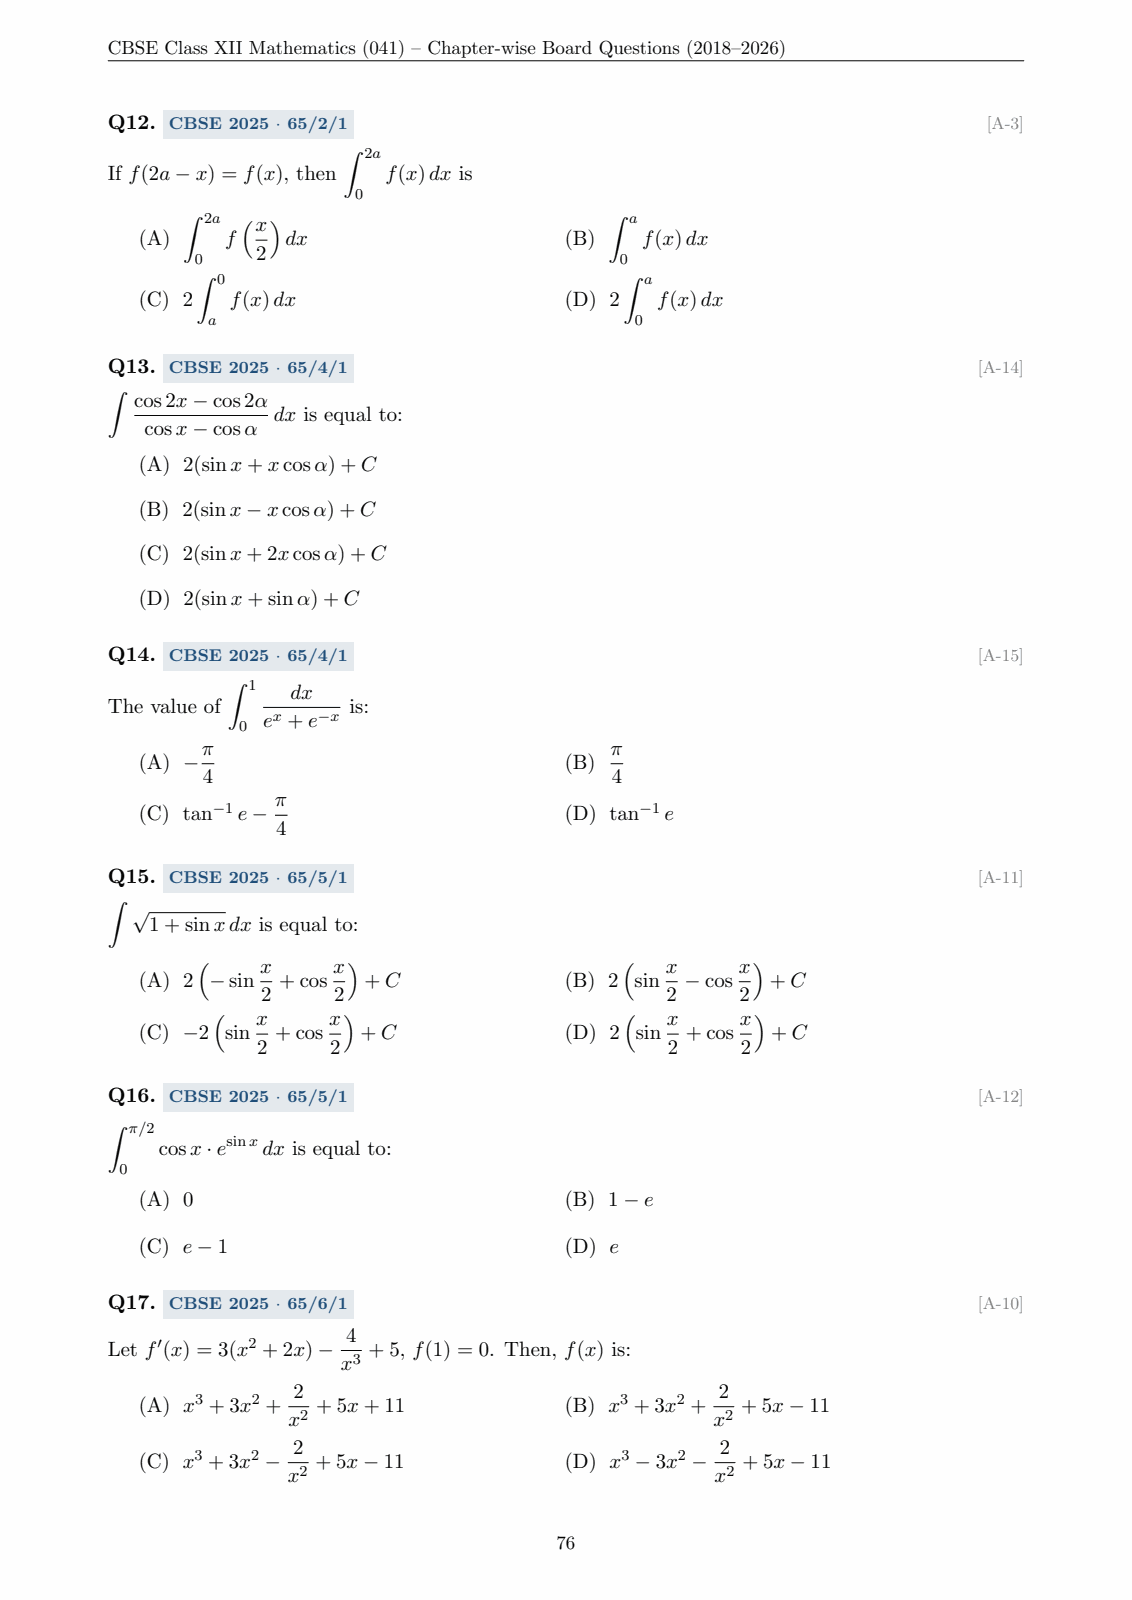 CBSE Class XII Mathematics (041) – Chapter-wise Board Questions (2018–2026)
Q12. CBSE 2025 · 65/2/1 [A-3]
If f(2a − x) = f(x), then ∫₀^{2a} f(x) dx is
(A) ∫₀^{2a} f(x/2) dx (B) ∫₀^{a} f(x) dx
(C) 2 ∫ₐ^{0} f(x) dx (D) 2 ∫₀^{a} f(x) dx
Q13. CBSE 2025 · 65/4/1 [A-14]
∫ (cos 2x − cos 2α)/(cos x − cos α) dx is equal to:
(A) 2(sin x + x cos α) + C
(B) 2(sin x − x cos α) + C
(C) 2(sin x + 2x cos α) + C
(D) 2(sin x + sin α) + C
Q14. CBSE 2025 · 65/4/1 [A-15]
The value of ∫₀^{1} dx/(e^x + e^{−x}) is:
(A) −π/4 (B) π/4
(C) tan⁻¹ e − π/4 (D) tan⁻¹ e
Q15. CBSE 2025 · 65/5/1 [A-11]
∫ √(1 + sin x) dx is equal to:
(A) 2(− sin x/2 + cos x/2) + C (B) 2(sin x/2 − cos x/2) + C
(C) −2(sin x/2 + cos x/2) + C (D) 2(sin x/2 + cos x/2) + C
Q16. CBSE 2025 · 65/5/1 [A-12]
∫₀^{π/2} cos x · e^{sin x} dx is equal to:
(A) 0 (B) 1 − e
(C) e − 1 (D) e
Q17. CBSE 2025 · 65/6/1 [A-10]
Let f′(x) = 3(x² + 2x) − 4/x³ + 5, f(1) = 0. Then, f(x) is:
(A) x³ + 3x² + 2/x² + 5x + 11 (B) x³ + 3x² + 2/x² + 5x − 11
(C) x³ + 3x² − 2/x² + 5x − 11 (D) x³ − 3x² − 2/x² + 5x − 11
76